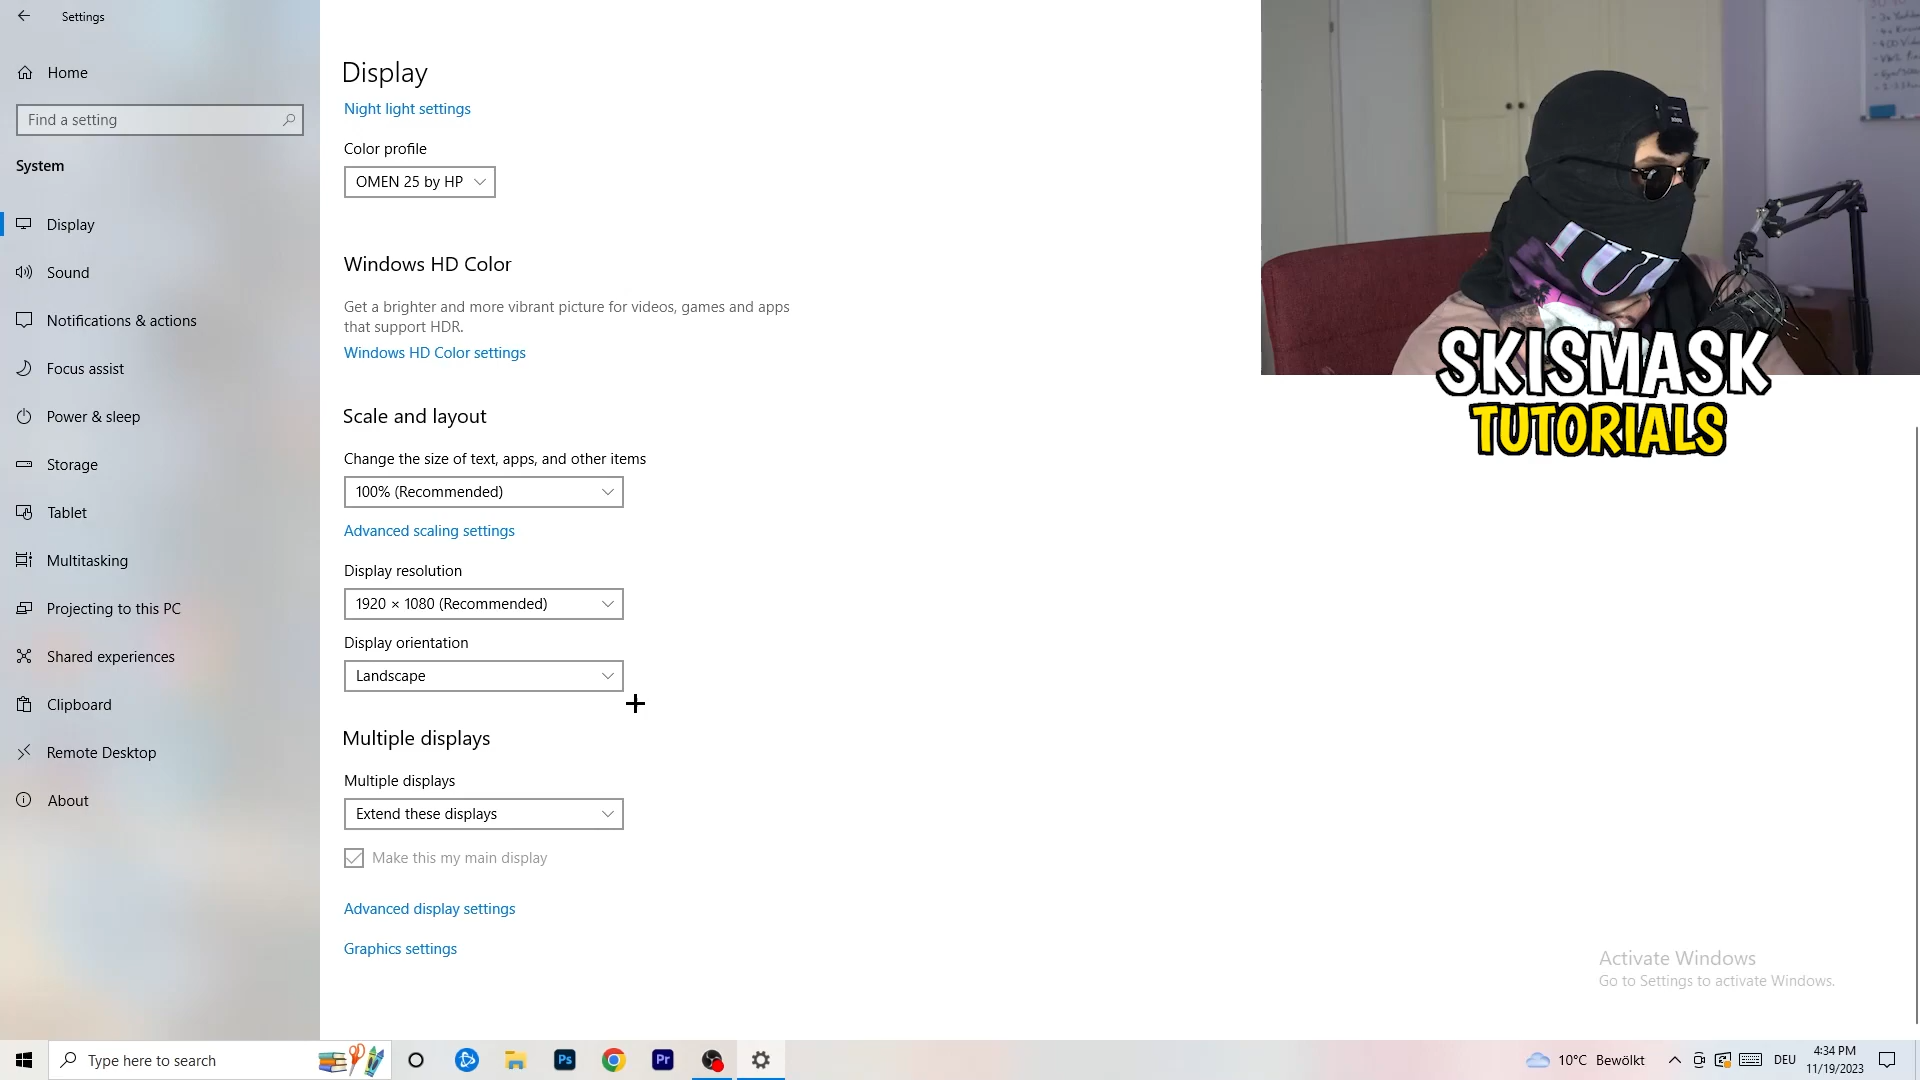 Settings
Home
Find a setting
System
Display
Sound
Notifications & actions
Focus assist
Power & sleep
Storage
Tablet
Multitasking
Projecting to this PC
Shared experiences
Clipboard
Remote Desktop
About
Display
Night light settings
Color profile
OMEN 25 by HP
Windows HD Color
Get a brighter and more vibrant picture for videos, games and apps
that support HDR.
Windows HD Color settings
Scale and layout
Change the size of text, apps, and other items
100% (Recommended)
Advanced scaling settings
Display resolution
1920 × 1080 (Recommended)
Display orientation
Landscape
Multiple displays
Multiple displays
Extend these displays
Make this my main display
Advanced display settings
Graphics settings
SKISMASK
TUTORIALS
Activate Windows
Go to Settings to activate Windows.
Type here to search
Ps
Pr
10°C Bewölkt
DEU
4:34 PM
11/19/2023